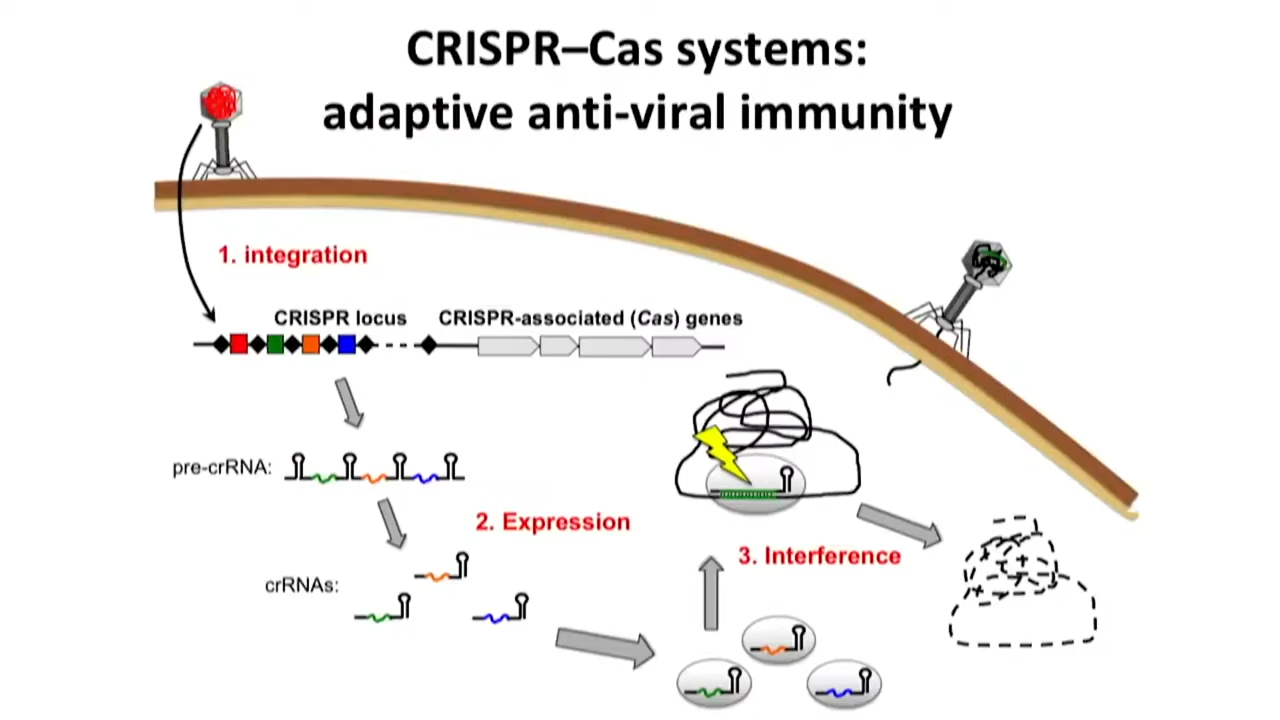 CRISPR–Cas systems:
adaptive anti-viral immunity
1. integration
CRISPR locus
CRISPR-associated (Cas) genes
pre-crRNA:
2. Expression
3. Interference
crRNAs: